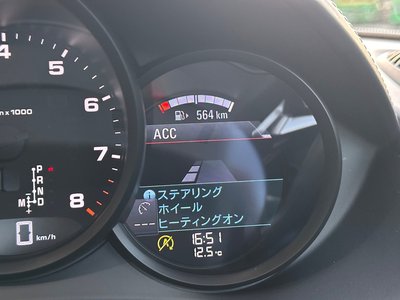 4
5
6
7
8
m x 1000
P
R
N
M D
0 km/h
564 km
ACC
i ステアリング
ホイール
--- ヒーティングオン
A
16:51
12.5 °C